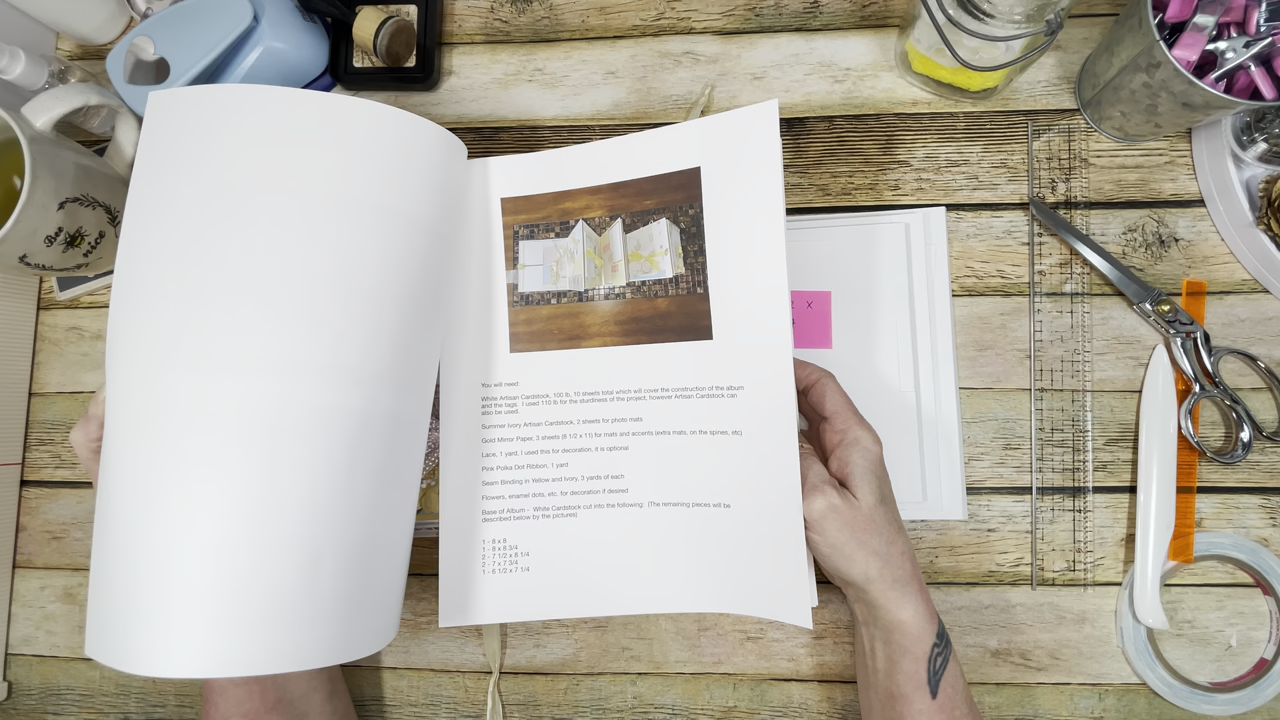 Bee
nice
2 X
You will need:
White Artisan Cardstock, 100 lb, 10 sheets total which will cover the construction of the album
and the tags. I used 110 lb for the sturdiness of the project, however Artisan Cardstock can
also be used.
Summer Ivory Artisan Cardstock, 2 sheets for photo mats
Gold Mirror Paper, 3 sheets (8 1/2 x 11) for mats and accents (extra mats, on the spines, etc)
Lace, 1 yard, I used this for decoration, it is optional
Pink Polka Dot Ribbon, 1 yard
Seam Binding in Yellow and Ivory, 3 yards of each
Flowers, enamel dots, etc. for decoration if desired
Base of Album - White Cardstock cut into the following: (The remaining pieces will be
described below by the pictures)
1 - 8 x 8
1 - 8 x 8 3/4
2 - 7 1/2 x 8 1/4
2 - 7 x 7 3/4
1 - 6 1/2 x 7 1/4